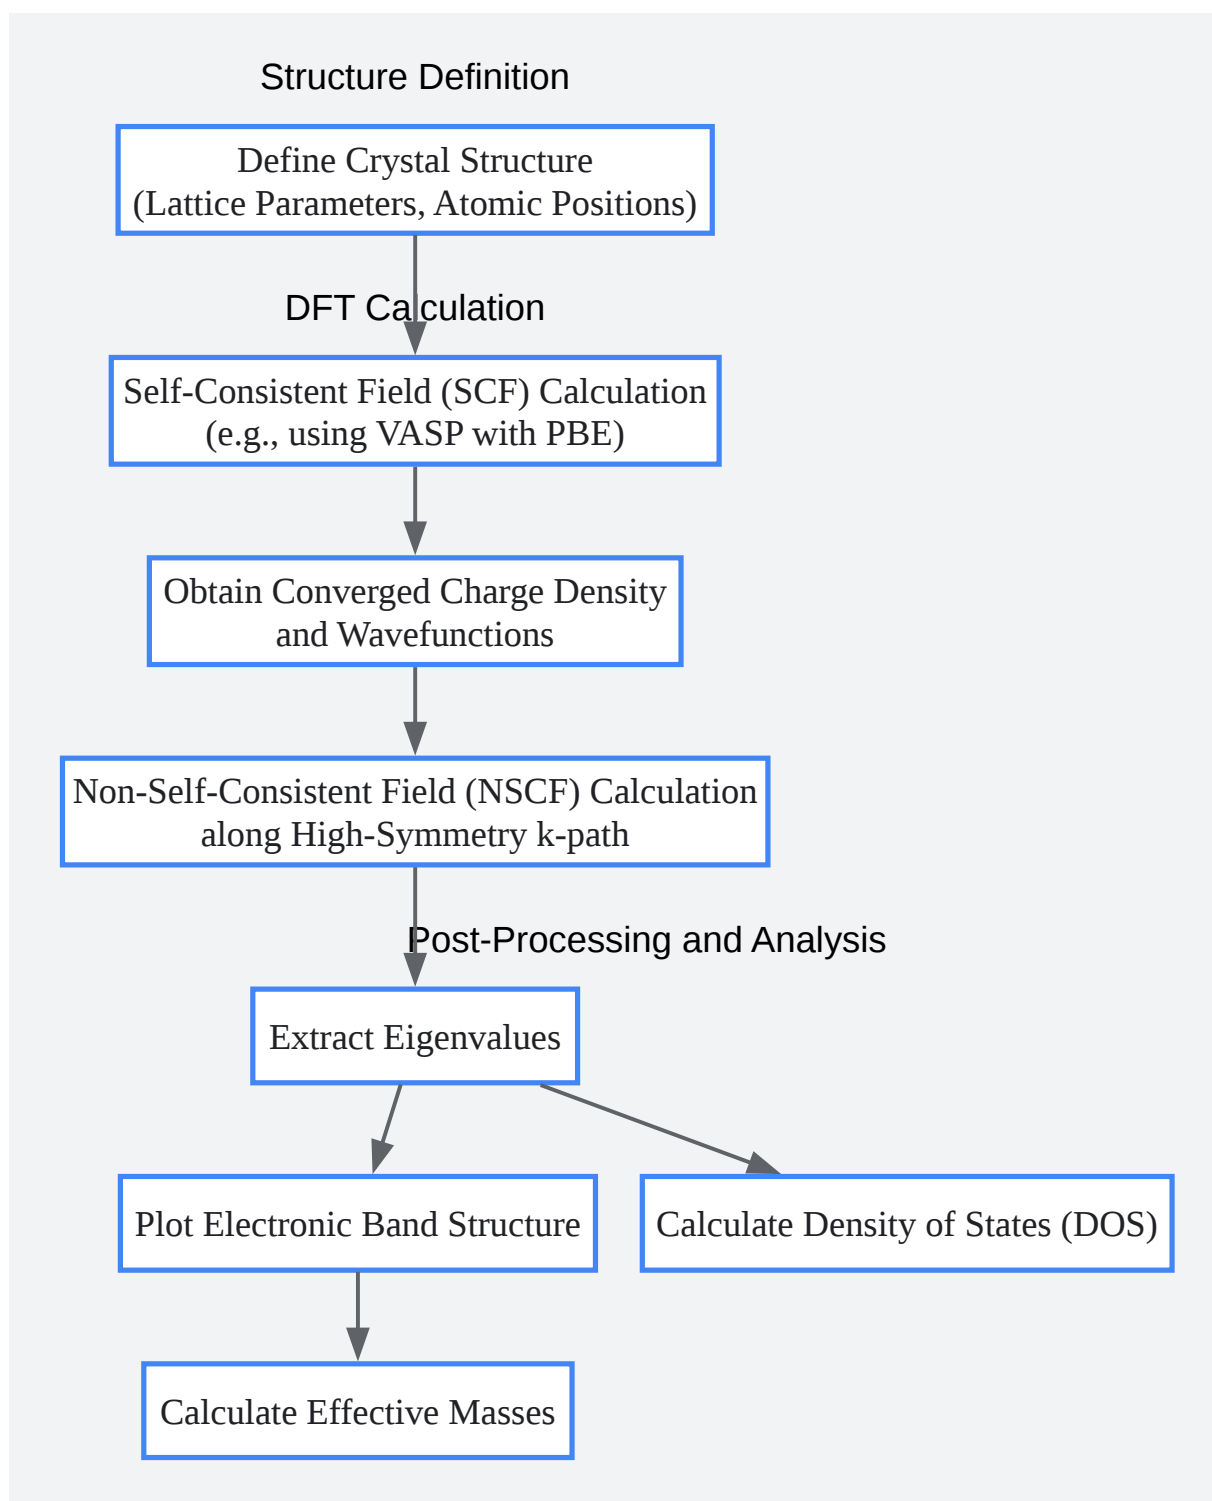 Structure Definition
Define Crystal Structure
(Lattice Parameters, Atomic Positions)
DFT Calculation
Self-Consistent Field (SCF) Calculation
(e.g., using VASP with PBE)
Obtain Converged Charge Density
and Wavefunctions
Non-Self-Consistent Field (NSCF) Calculation
along High-Symmetry k-path
Post-Processing and Analysis
Extract Eigenvalues
Plot Electronic Band Structure
Calculate Density of States (DOS)
Calculate Effective Masses